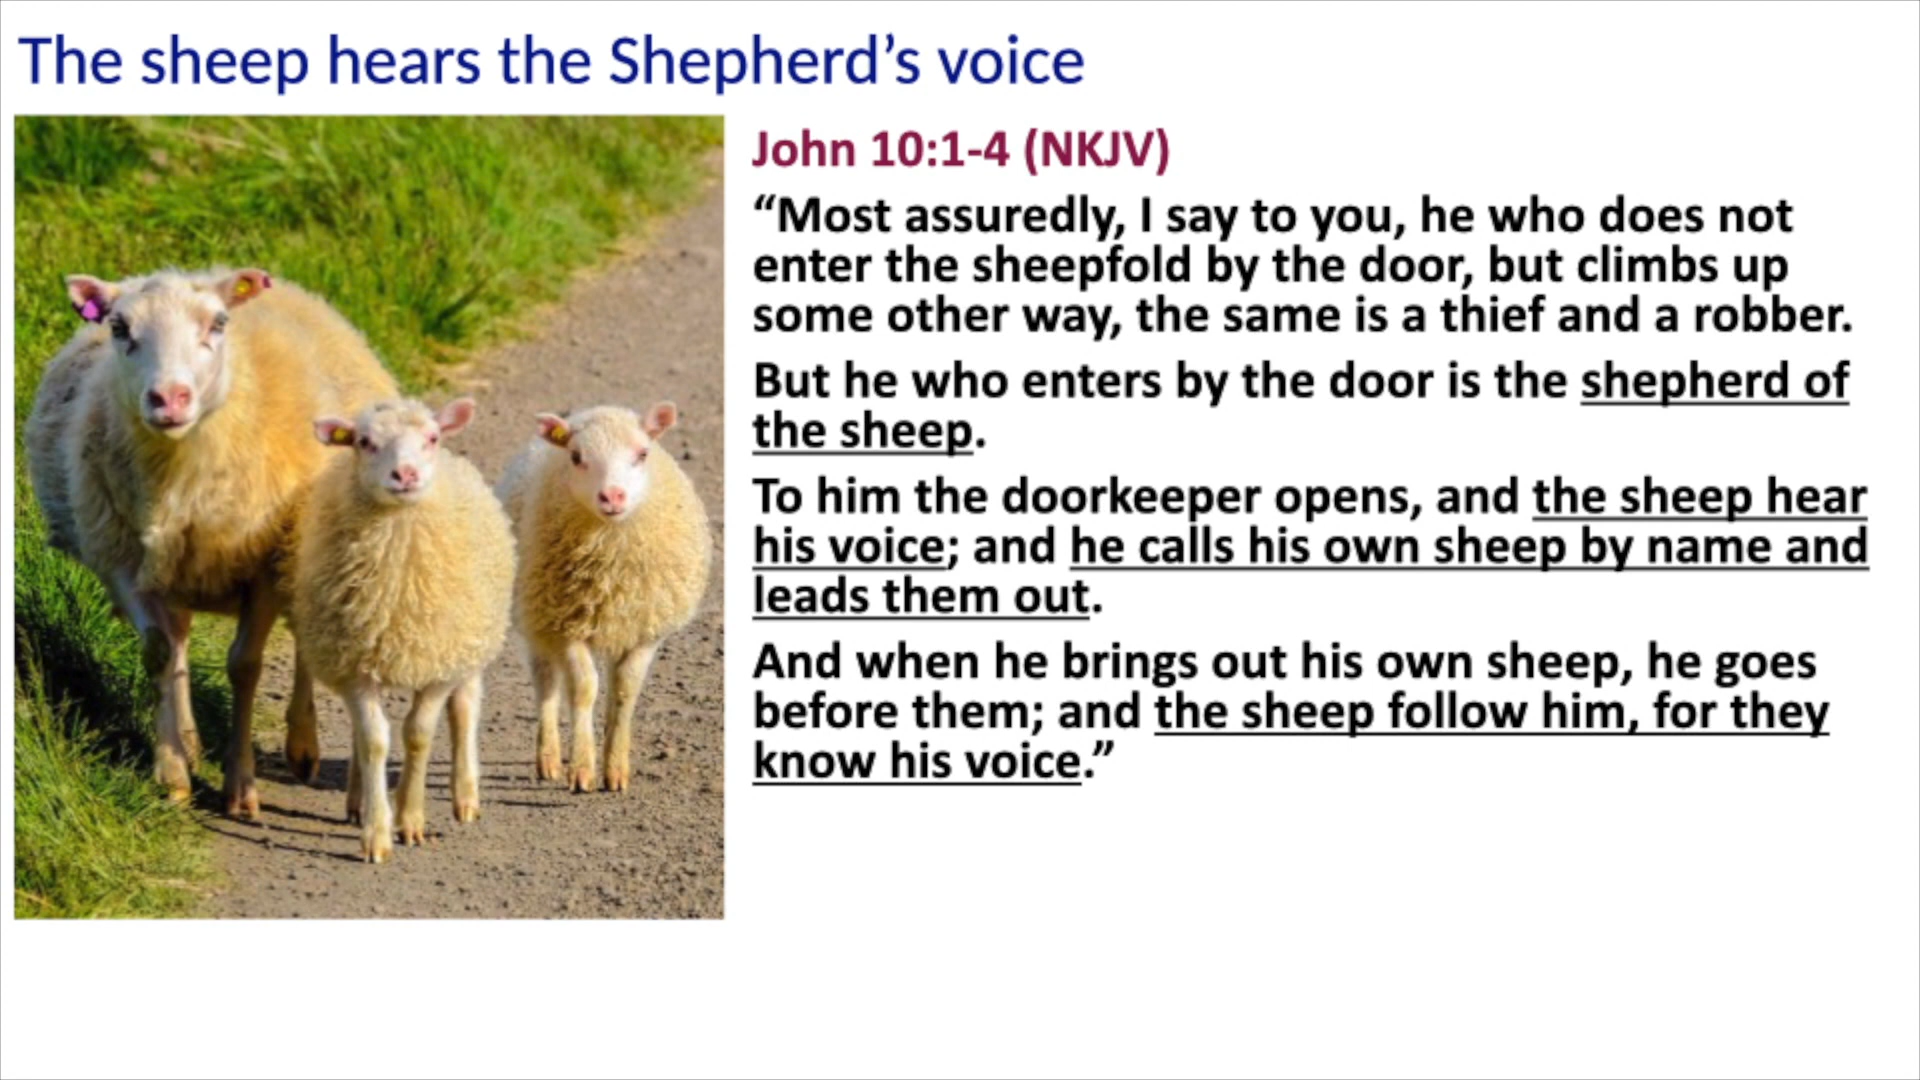 The sheep hears the Shepherd’s voice
John 10:1-4 (NKJV)
“Most assuredly, I say to you, he who does not
enter the sheepfold by the door, but climbs up
some other way, the same is a thief and a robber.
But he who enters by the door is the shepherd of
the sheep.
To him the doorkeeper opens, and the sheep hear
his voice; and he calls his own sheep by name and
leads them out.
And when he brings out his own sheep, he goes
before them; and the sheep follow him, for they
know his voice.”